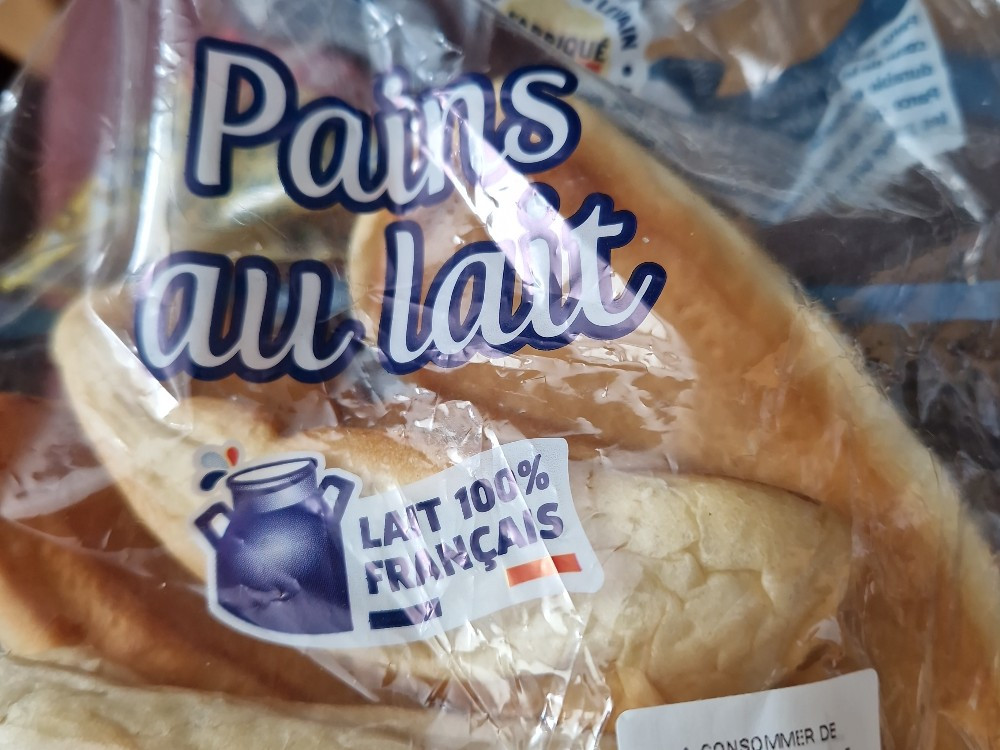 FABRIQUÉ
Pains
au lait
LAIT 100%
FRANÇAIS
À CONSOMMER DE